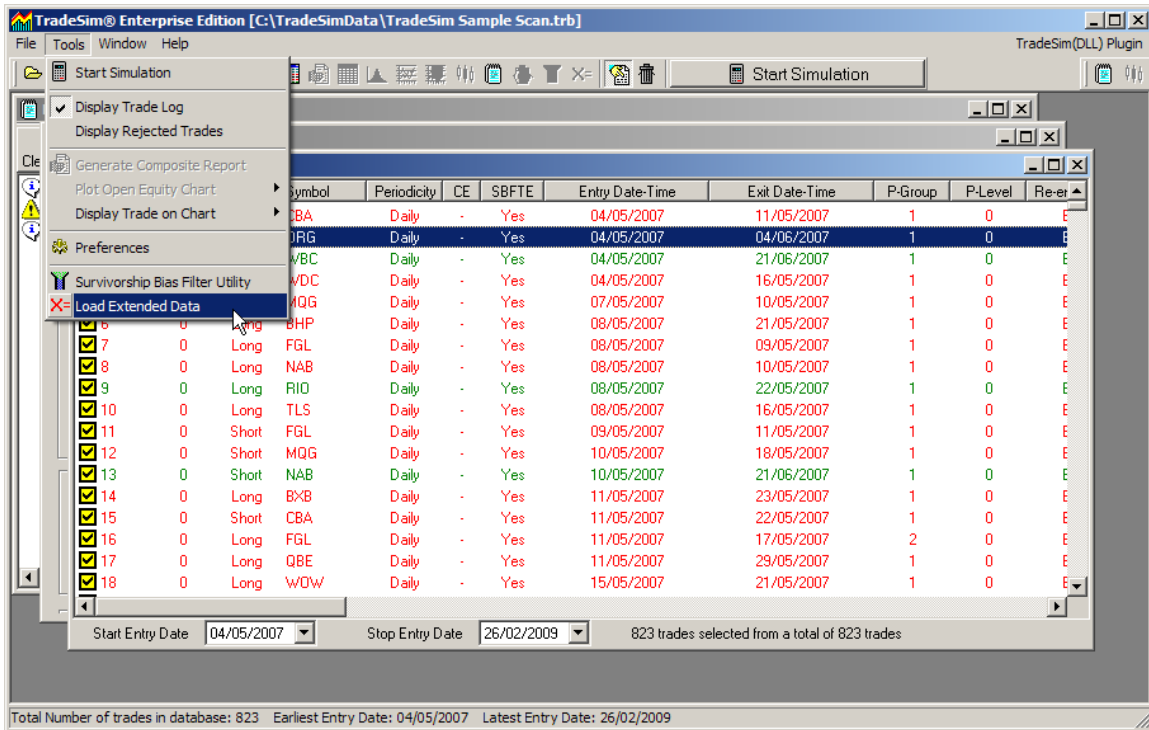 TradeSim® Enterprise Edition [C:\TradeSimData\TradeSim Sample Scan.trb]
File Tools Window Help TradeSim(DLL) Plugin
Start Simulation
Start Simulation
Display Trade Log
Display Rejected Trades
Generate Composite Report
Plot Open Equity Chart
Display Trade on Chart
Preferences
Survivorship Bias Filter Utility
X= Load Extended Data
Cle
Symbol Periodicity CE SBFTE Entry Date-Time Exit Date-Time P-Group P-Level Re-er
CBA Daily - Yes 04/05/2007 11/05/2007 1 0 E
ORG Daily - Yes 04/05/2007 04/06/2007 1 0 E
WBC Daily - Yes 04/05/2007 21/06/2007 1 0 E
WDC Daily - Yes 04/05/2007 16/05/2007 1 0 E
MQG Daily - Yes 07/05/2007 10/05/2007 1 0 E
6 0 Long BHP Daily - Yes 08/05/2007 21/05/2007 1 0 E
7 0 Long FGL Daily - Yes 08/05/2007 09/05/2007 1 0 E
8 0 Long NAB Daily - Yes 08/05/2007 10/05/2007 1 0 E
9 0 Long RIO Daily - Yes 08/05/2007 22/05/2007 1 0 E
10 0 Long TLS Daily - Yes 08/05/2007 16/05/2007 1 0 E
11 0 Short FGL Daily - Yes 09/05/2007 11/05/2007 1 0 E
12 0 Short MQG Daily - Yes 10/05/2007 18/05/2007 1 0 E
13 0 Short NAB Daily - Yes 10/05/2007 21/06/2007 1 0 E
14 0 Long BXB Daily - Yes 11/05/2007 23/05/2007 1 0 E
15 0 Short CBA Daily - Yes 11/05/2007 22/05/2007 1 0 E
16 0 Long FGL Daily - Yes 11/05/2007 17/05/2007 2 0 E
17 0 Long QBE Daily - Yes 11/05/2007 29/05/2007 1 0 E
18 0 Long WOW Daily - Yes 15/05/2007 21/05/2007 1 0 E
Start Entry Date 04/05/2007 Stop Entry Date 26/02/2009 823 trades selected from a total of 823 trades
Total Number of trades in database: 823 Earliest Entry Date: 04/05/2007 Latest Entry Date: 26/02/2009